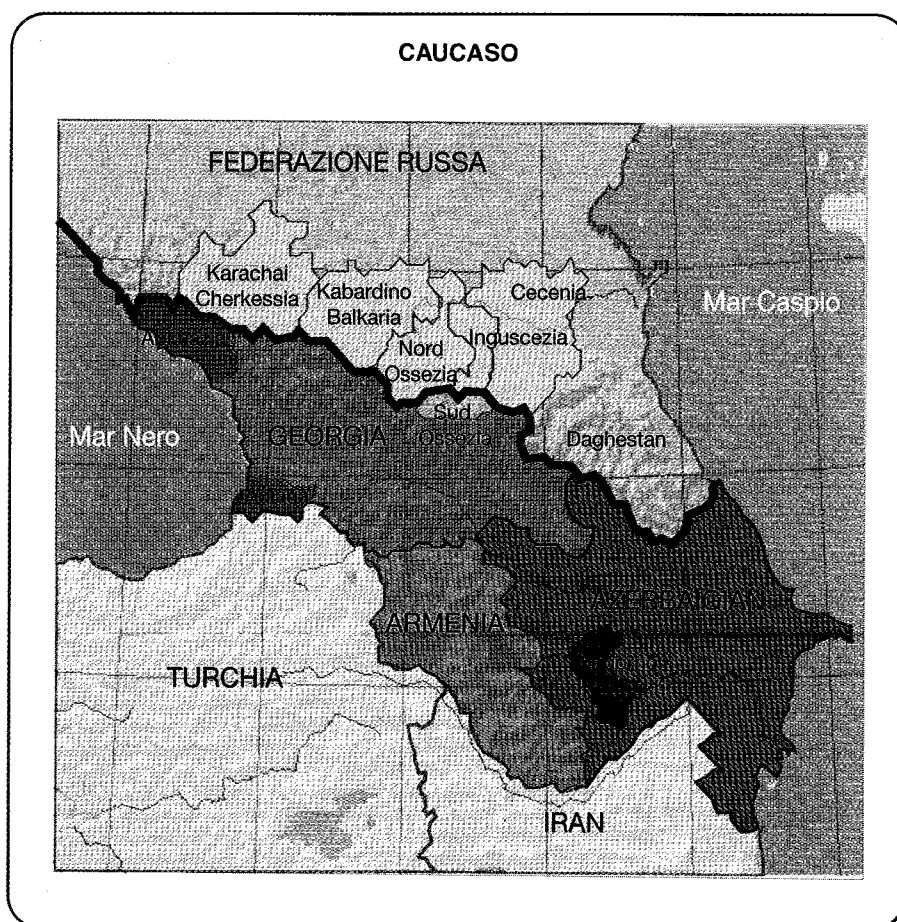 CAUCASO
FEDERAZIONE RUSSA
Karachai
Cherkessia
Kabardino
Balkaria
Cecenia
Inguscezia
Nord
Ossezia
Mar Caspio
Sud
Ossezia
Mar Nero
GEORGIA
Daghestan
AZERBAIGIAN
ARMENIA
TURCHIA
IRAN